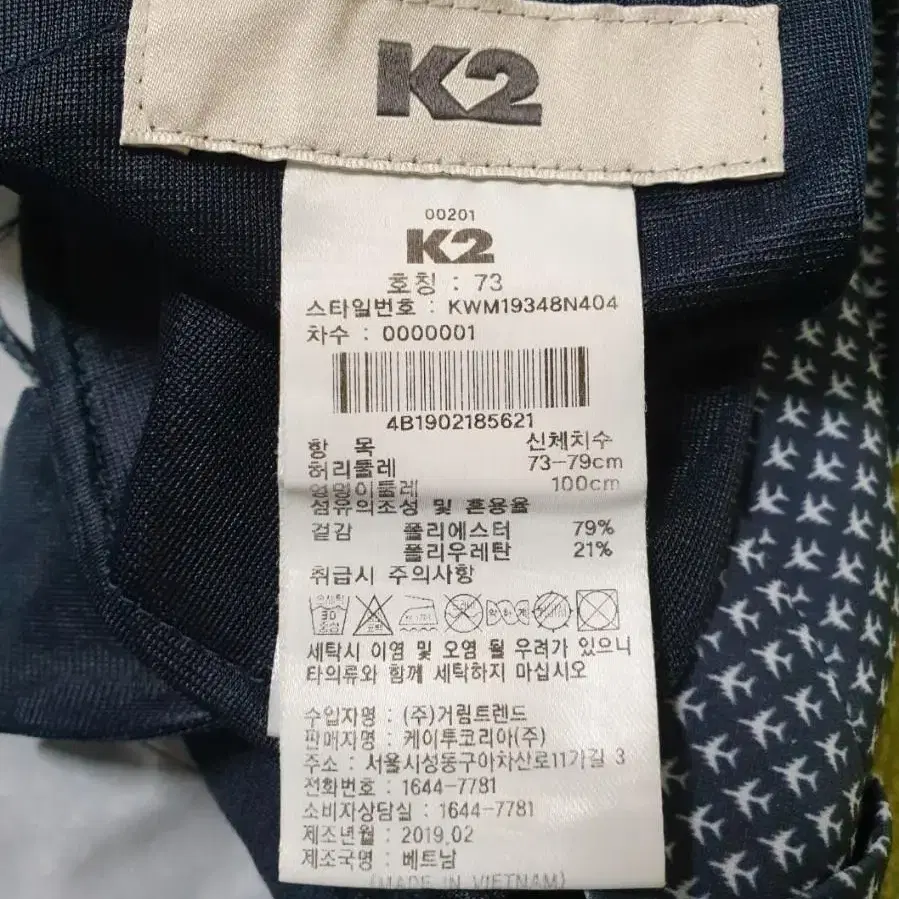 K2
00201
K2
호칭 : 73
스타일번호 : KWM19348N404
차수 : 0000001
4B1902185621
항 목 신체치수
허리둘레 73-79cm
엉덩이둘레 100cm
섬유의조성 및 혼용율
겉감 폴리에스터 79%
폴리우레탄 21%
취급시 주의사항
30
세탁시 이염 및 오염 될 우려가 있으니
타의류와 함께 세탁하지 마십시오
수입자명 : (주)거림트렌드
판매자명 : 케이투코리아(주)
주소 : 서울시성동구아차산로11가길 3
전화번호 : 1644-7781
소비자상담실 : 1644-7781
제조년월 : 2019.02
제조국명 : 베트남
(MADE IN VIETNAM)